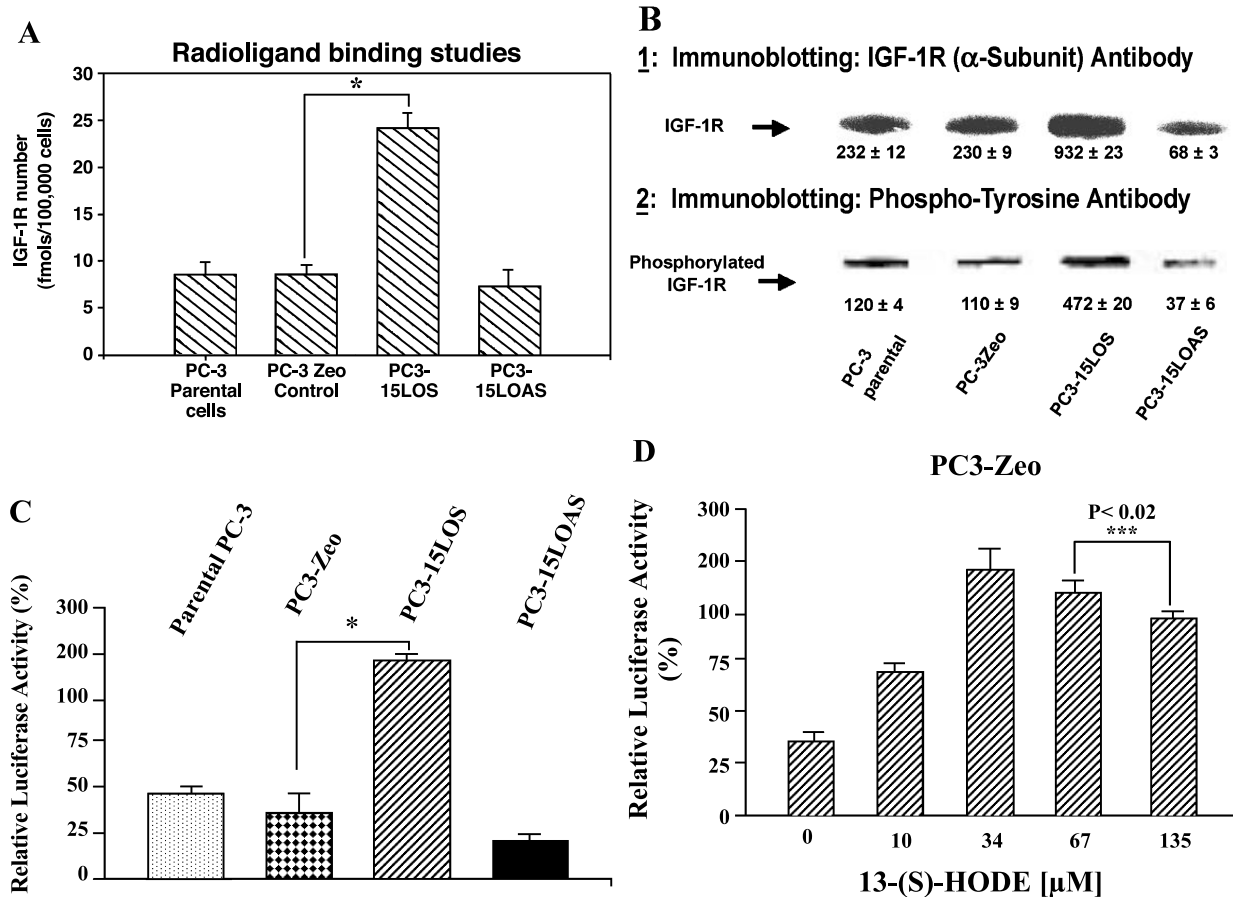 A
Radioligand binding studies
IGF-1R number
(fmols/100,000 cells)
30
25
20
15
10
5
0
*
PC-3
Parental
cells
PC-3 Zeo
Control
PC3-
15LOS
PC3-
15LOAS
B
1: Immunoblotting: IGF-1R (α-Subunit) Antibody
IGF-1R
232 ± 12 230 ± 9 932 ± 23 68 ± 3
2: Immunoblotting: Phospho-Tyrosine Antibody
Phosphorylated
IGF-1R
120 ± 4 110 ± 9 472 ± 20 37 ± 6
PC-3
parental
PC-3Zeo
PC3-15LOS
PC3-15LOAS
C
Parental PC-3
PC3-Zeo
PC3-15LOS
PC3-15LOAS
Relative Luciferase Activity (%)
300
200
100
75
50
25
0
*
D
PC3-Zeo
Relative Luciferase Activity
(%)
300
200
100
75
50
25
0
P< 0.02
***
0 10 34 67 135
13-(S)-HODE [µM]